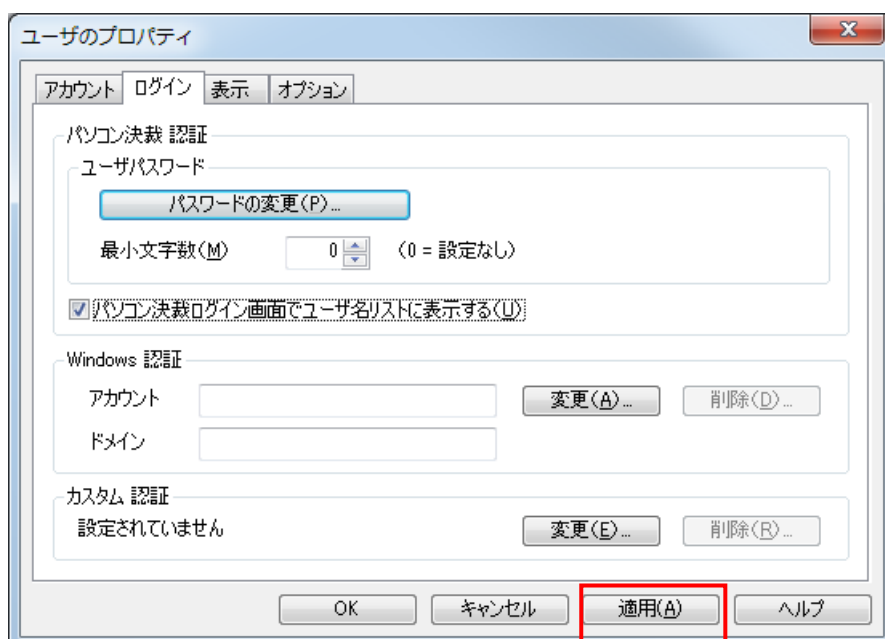 ユーザのプロパティ
アカウント ログイン 表示 オプション
パソコン決裁 認証
ユーザパスワード
パスワードの変更(P)...
最小文字数(M) 0 (0 = 設定なし)
パソコン決裁ログイン画面でユーザ名リストに表示する(U)
Windows 認証
アカウント 変更(A)... 削除(D)...
ドメイン
カスタム 認証
設定されていません 変更(E)... 削除(R)...
OK キャンセル 適用(A) ヘルプ